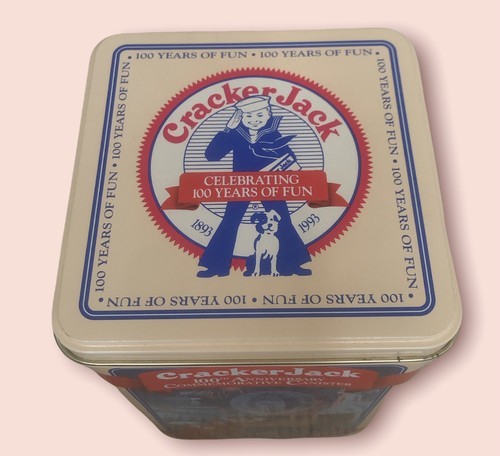 100 YEARS OF FUN • 100 YEARS OF FUN •
100 YEARS OF FUN • 100 YEARS OF FUN •
100 YEARS OF FUN • 100 YEARS OF FUN •
100 YEARS OF FUN • 100 YEARS OF FUN •
Cracker Jack
CELEBRATING
100 YEARS OF FUN
1893 1993
Cracker Jack
100TH ANNIVERSARY
COMMEMORATIVE CANISTER